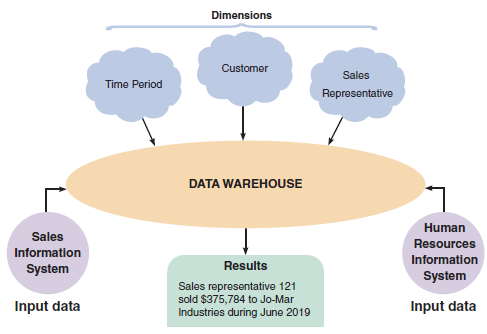 Dimensions
Time Period
Customer
Sales
Representative
DATA WAREHOUSE
Sales
Information
System
Input data
Results
Sales representative 121
sold $375,784 to Jo-Mar
Industries during June 2019
Human
Resources
Information
System
Input data